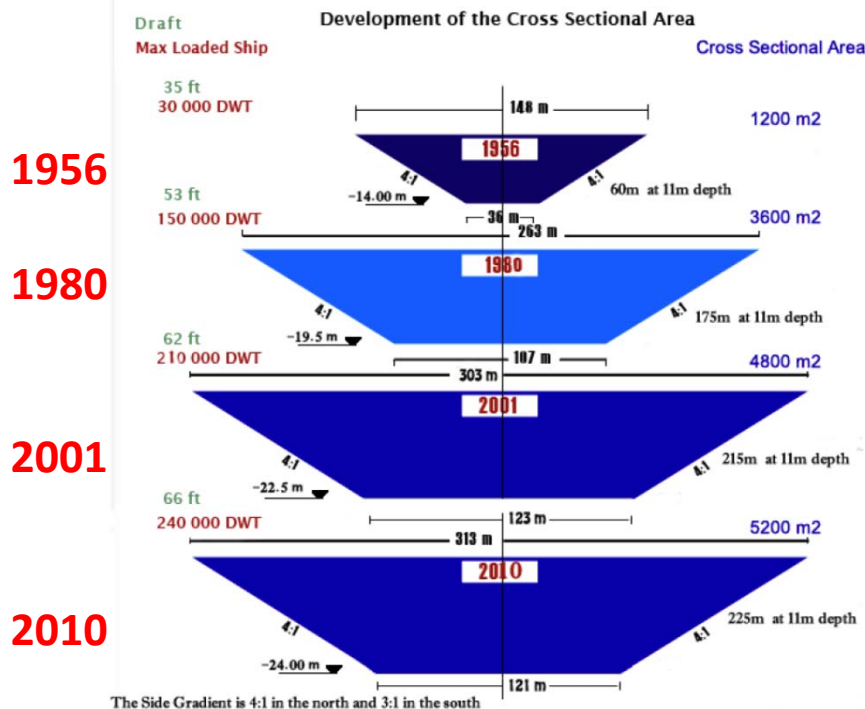 Development of the Cross Sectional Area
Draft
Max Loaded Ship
Cross Sectional Area
35 ft
30 000 DWT
148 m
1200 m2
1956
1956
4:1
4:1
-14.00 m
60m at 11m depth
36 m
53 ft
150 000 DWT
263 m
3600 m2
1980
1980
4:1
4:1
-19.5 m
175m at 11m depth
107 m
62 ft
210 000 DWT
303 m
4800 m2
2001
2001
4:1
4:1
-22.5 m
215m at 11m depth
123 m
66 ft
240 000 DWT
313 m
5200 m2
2010
2010
4:1
4:1
-24.00 m
225m at 11m depth
121 m
The Side Gradient is 4:1 in the north and 3:1 in the south